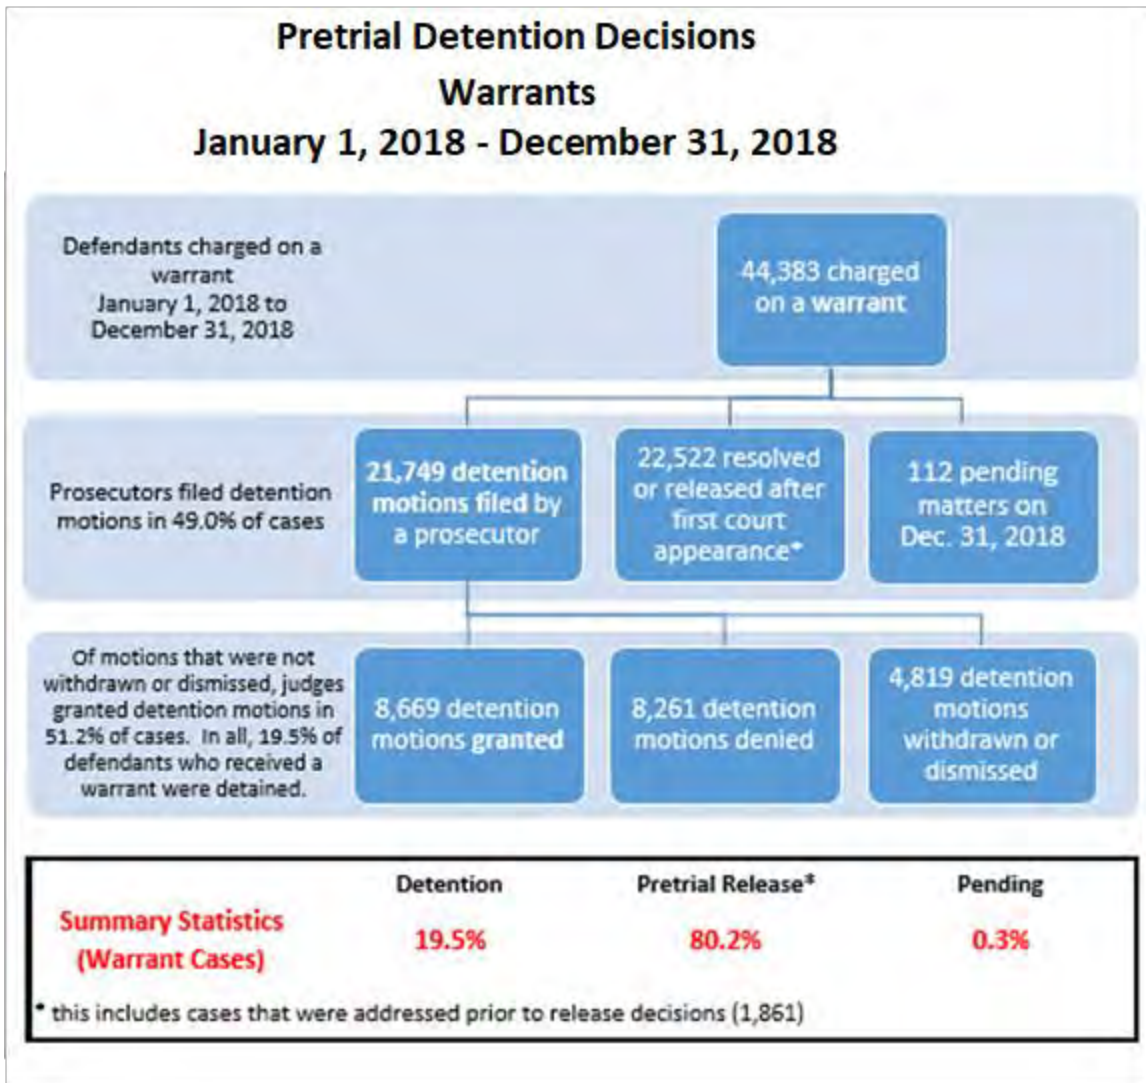 Pretrial Detention Decisions
Warrants
January 1, 2018 - December 31, 2018
Defendants charged on a
warrant
January 1, 2018 to
December 31, 2018
44,383 charged
on a warrant
Prosecutors filed detention
motions in 49.0% of cases
21,749 detention
motions filed by
a prosecutor
22,522 resolved
or released after
first court
appearance*
112 pending
matters on
Dec. 31, 2018
Of motions that were not
withdrawn or dismissed, judges
granted detention motions in
51.2% of cases. In all, 19.5% of
defendants who received a
warrant were detained.
8,669 detention
motions granted
8,261 detention
motions denied
4,819 detention
motions
withdrawn or
dismissed
Detention Pretrial Release* Pending
Summary Statistics
(Warrant Cases)
19.5% 80.2% 0.3%
* this includes cases that were addressed prior to release decisions (1,861)